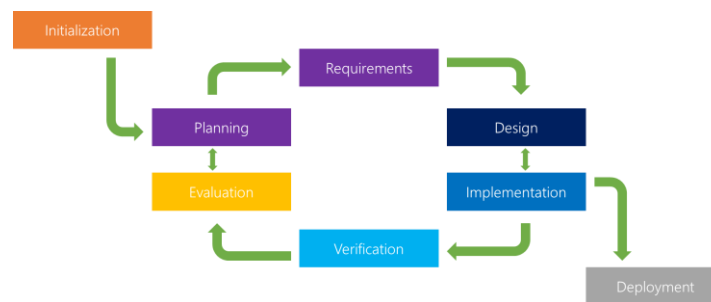 Initialization
Requirements
Planning
Design
Evaluation
Implementation
Verification
Deployment